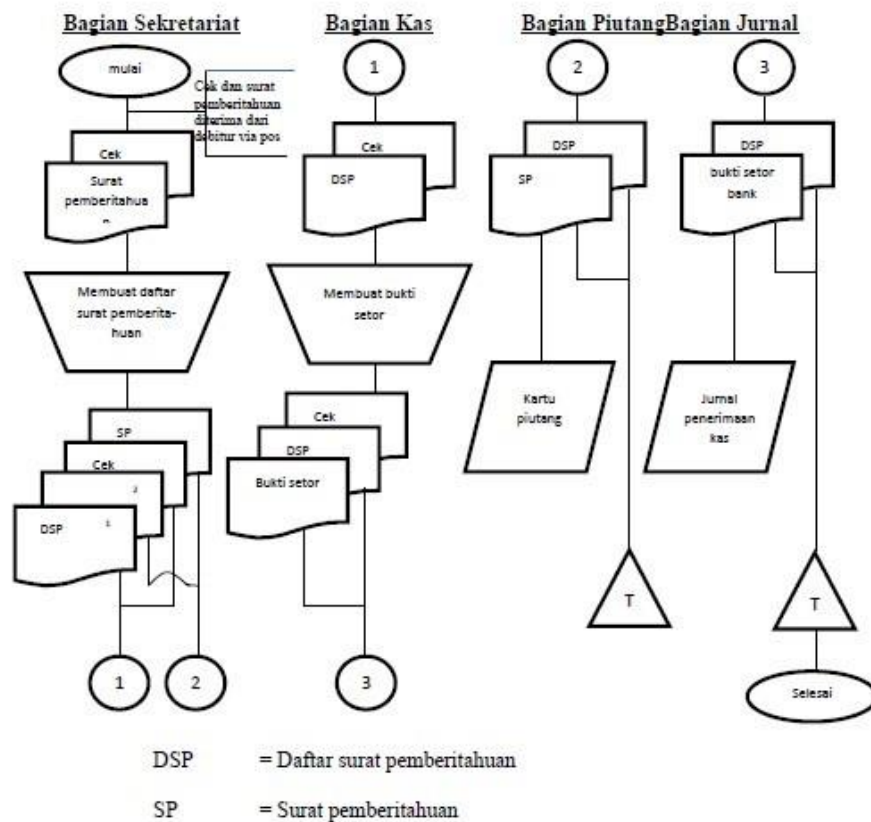 Bagian Sekretariat
Bagian Kas
Bagian PiutangBagian Jurnal
mulai
Cek dan surat
pemberitahuan
diterima dari
debitur via pos
Cek
Surat
pemberitahua
n
Membuat daftar
surat pemberita-
huan
SP
Cek
2
DSP 1
1
2
1
Cek
DSP
Membuat bukti
setor
Cek
DSP
Bukti setor
3
2
DSP
SP
Kartu
piutang
T
3
DSP
bukti setor
bank
Jurnal
penerimaan
kas
T
Selesai
DSP = Daftar surat pemberitahuan
SP = Surat pemberitahuan